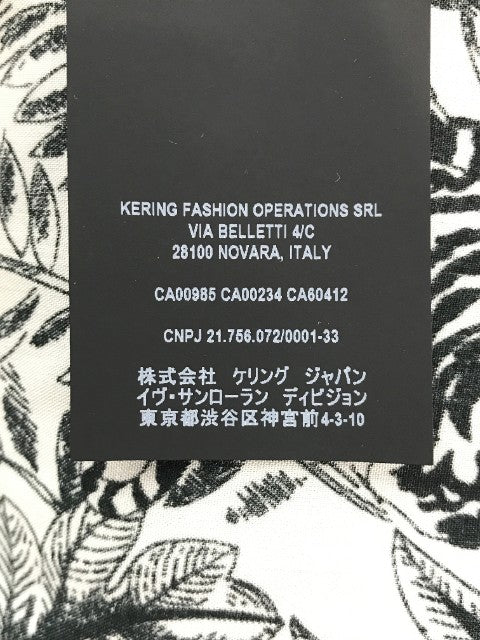 KERING FASHION OPERATIONS SRL
VIA BELLETTI 4/C
28100 NOVARA, ITALY
CA00985 CA00234 CA60412
CNPJ 21.756.072/0001-33
株式会社 ケリング ジャパン
イヴ・サンローラン ディビジョン
東京都渋谷区神宮前4-3-10